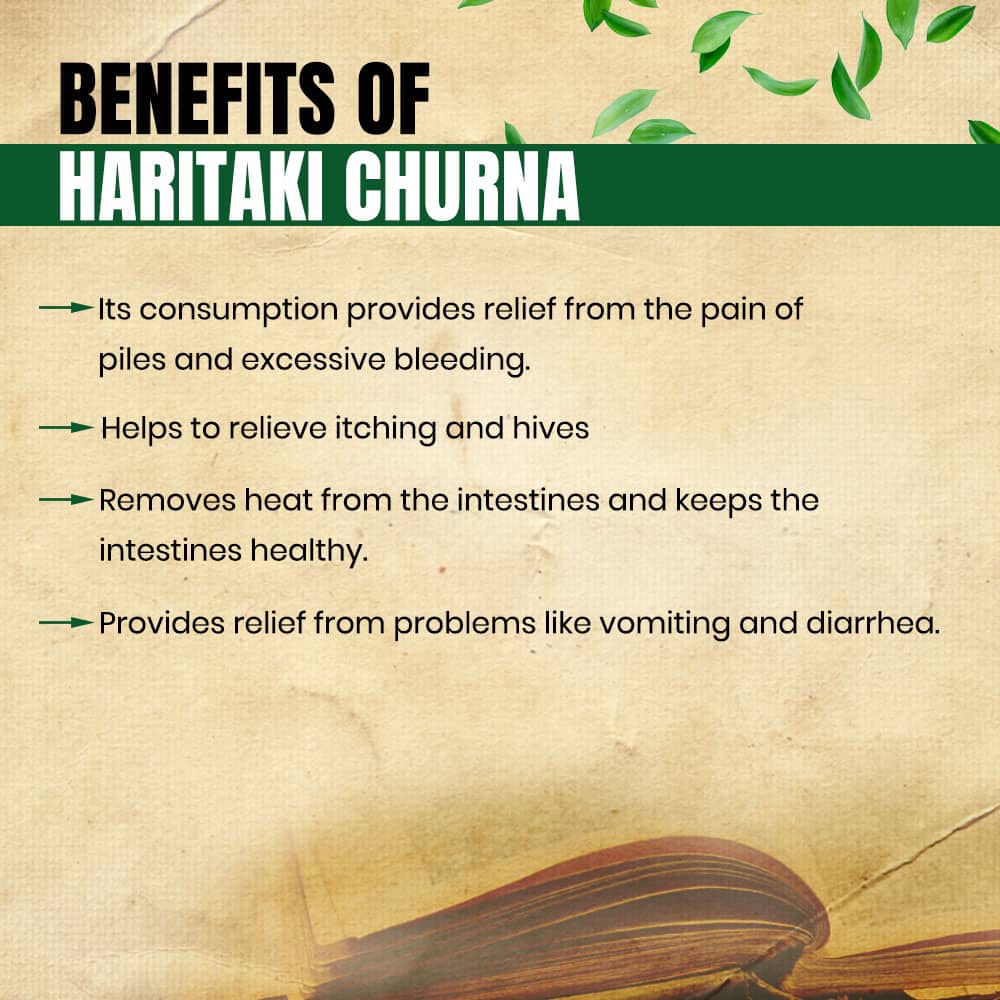 BENEFITS OF
HARITAKI CHURNA
Its consumption provides relief from the pain of
piles and excessive bleeding.
Helps to relieve itching and hives
Removes heat from the intestines and keeps the
intestines healthy.
Provides relief from problems like vomiting and diarrhea.